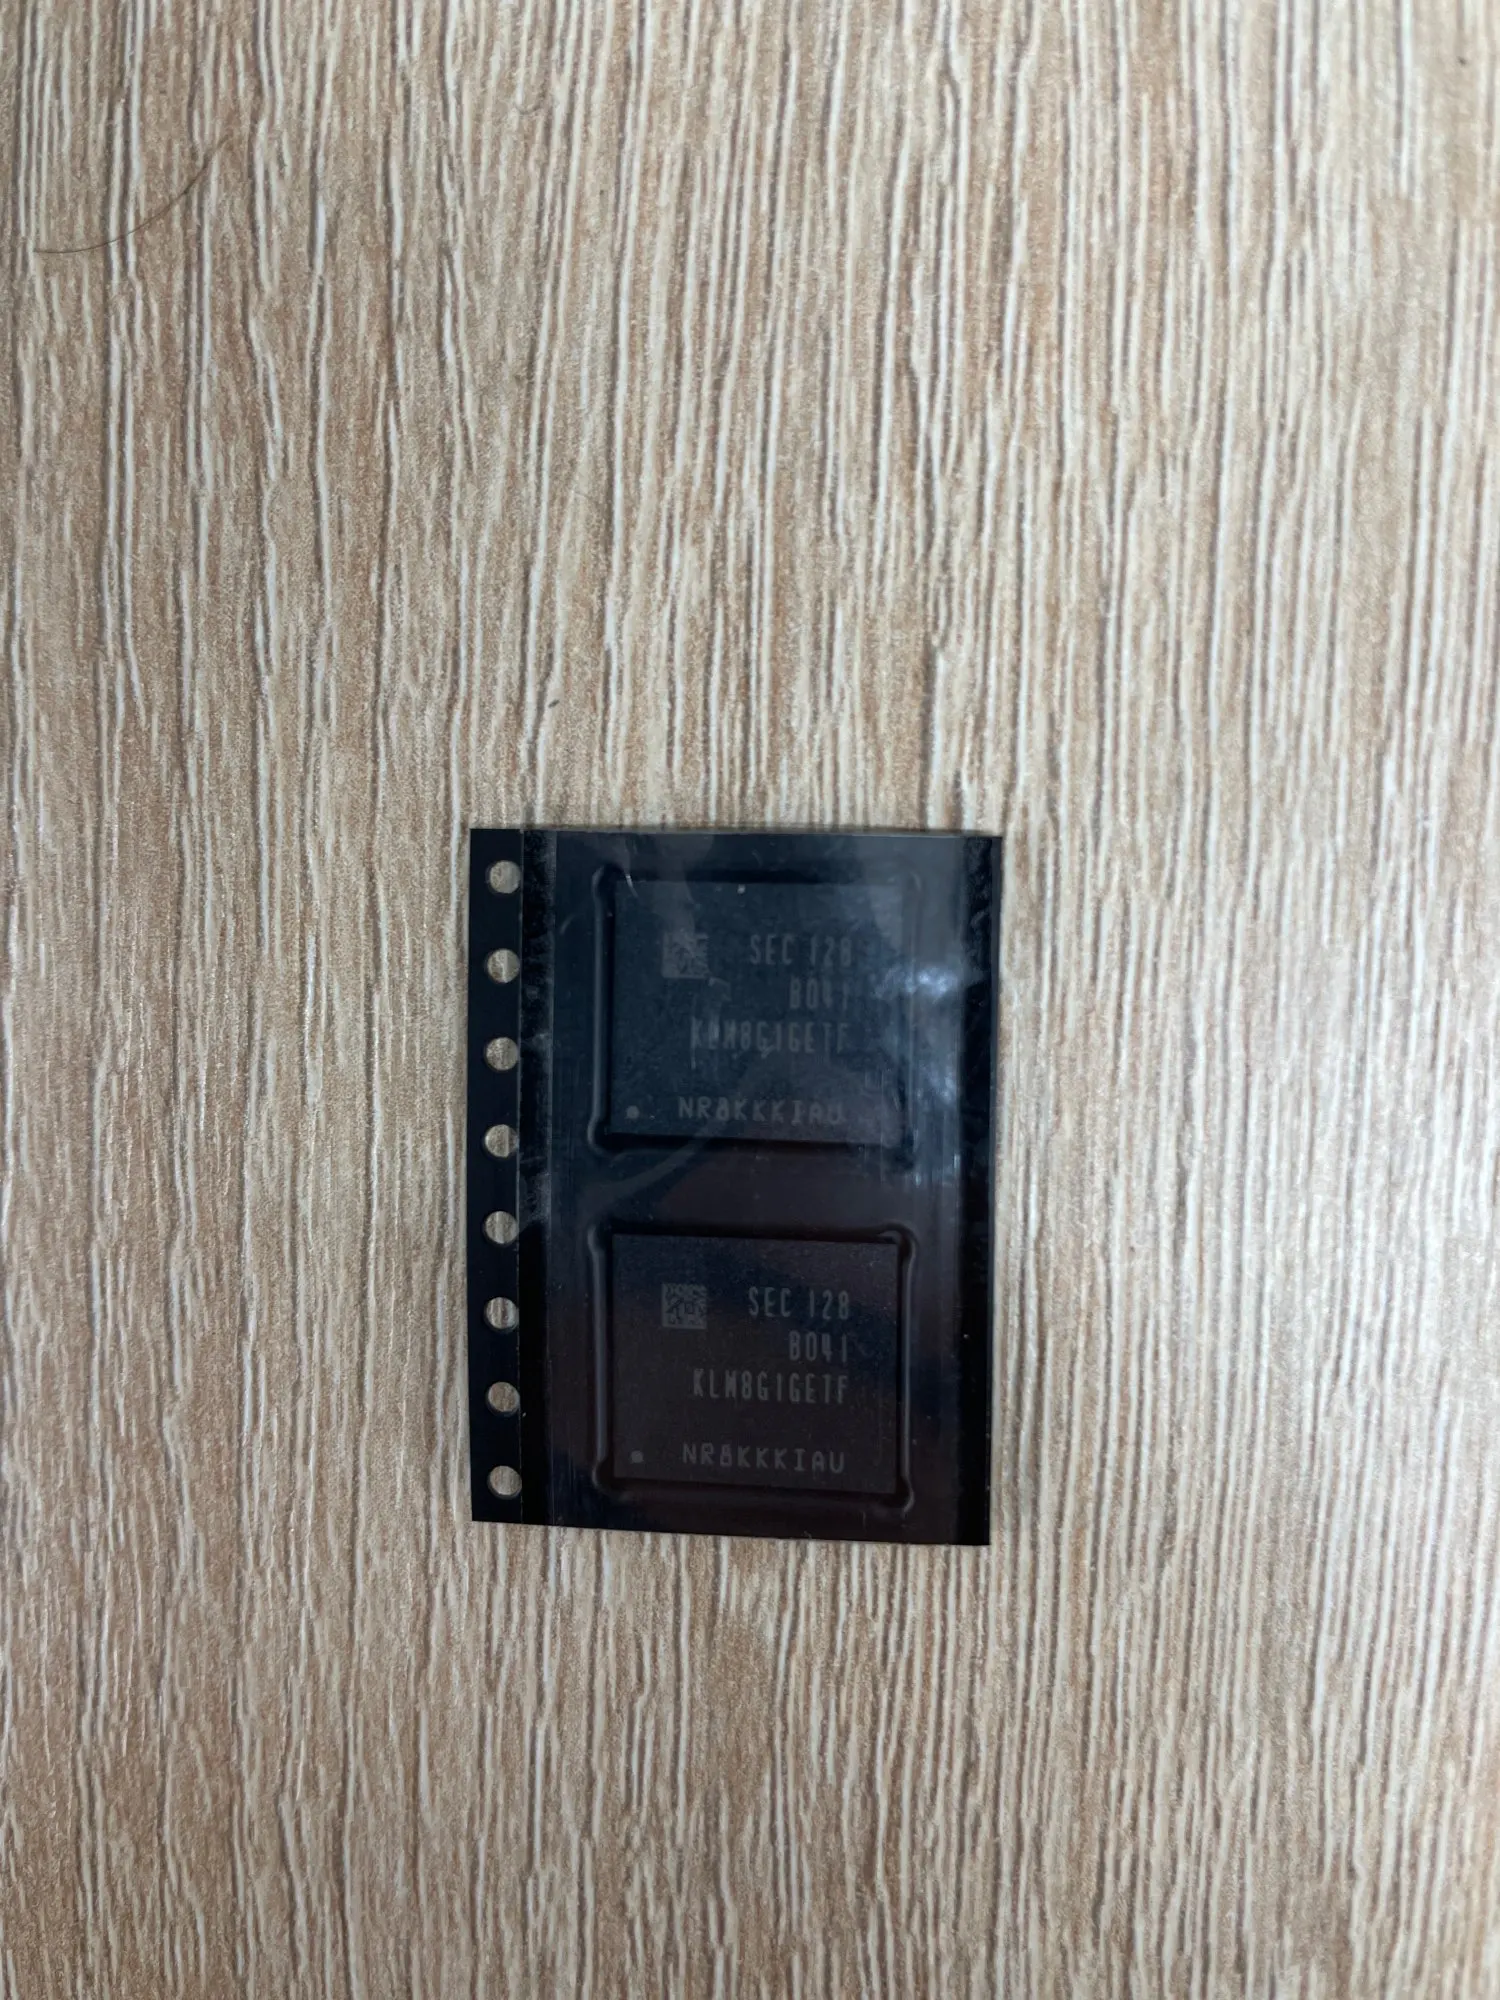 SEC 128
B041
KLM8G1GETF
NR8KKKIAU
SEC 128
B041
KLM8G1GETF
NR8KKKIAU